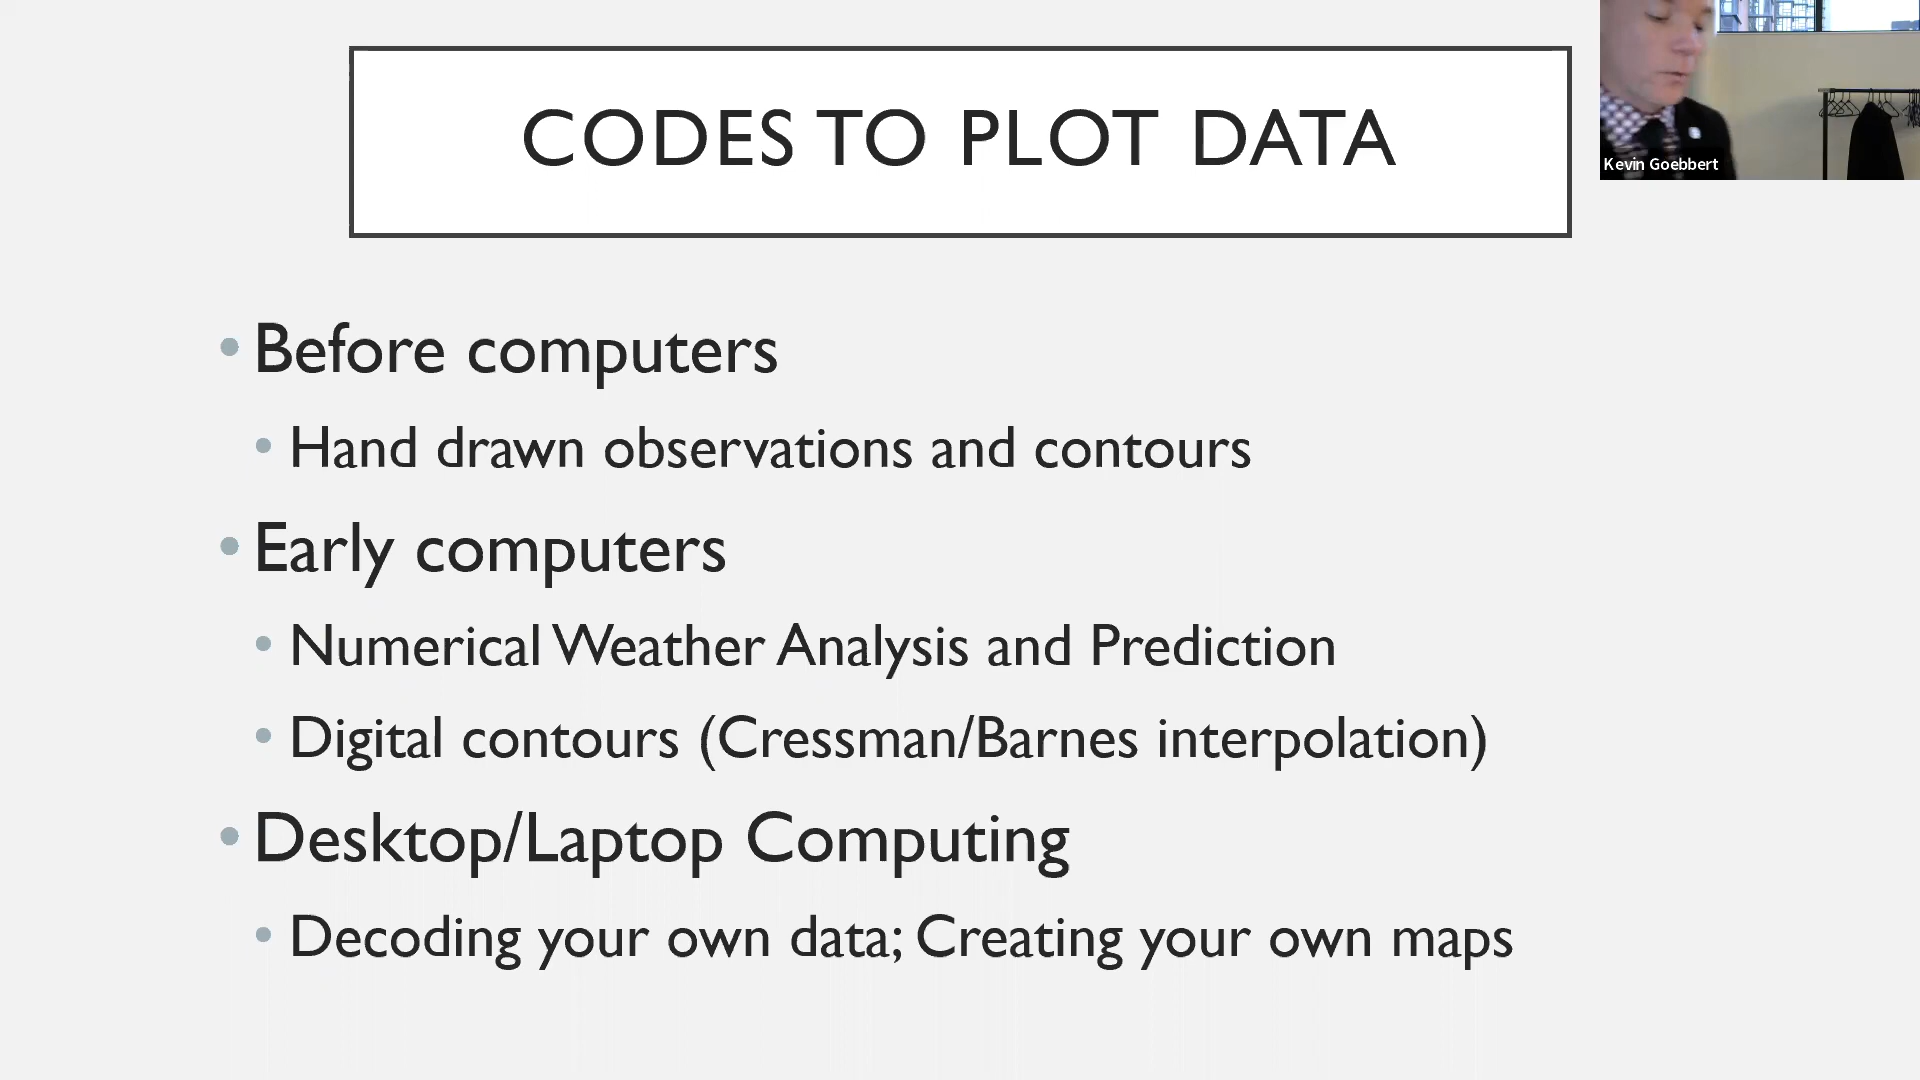 CODES TO PLOT DATA
Kevin Goebbert
• Before computers
• Hand drawn observations and contours
• Early computers
• Numerical Weather Analysis and Prediction
• Digital contours (Cressman/Barnes interpolation)
• Desktop/Laptop Computing
• Decoding your own data; Creating your own maps